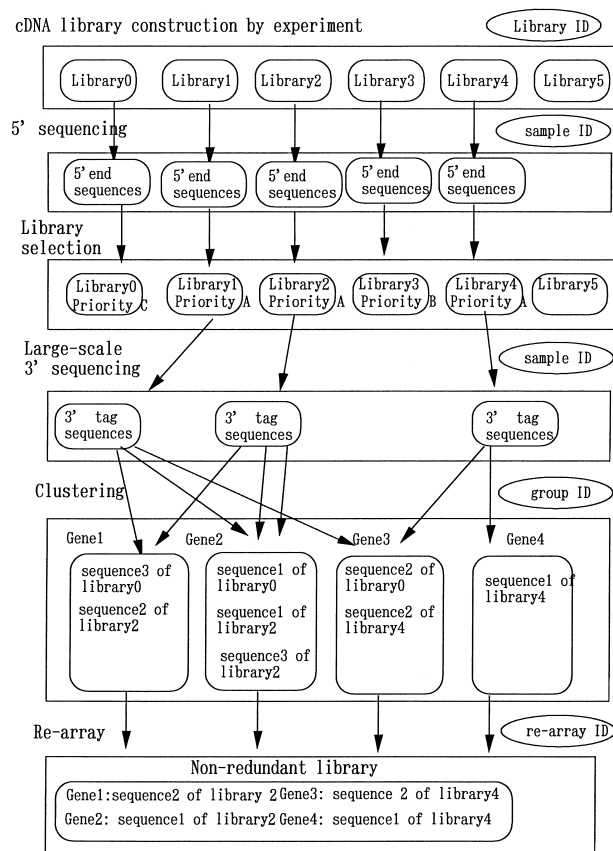 cDNA library construction by experiment
Library ID
Library0 Library1 Library2 Library3 Library4 Library5
5' sequencing
sample ID
5'end sequences
5'end sequences
5'end sequences
5'end sequences
5'end sequences
Library selection
Library0 Priority C
Library1 Priority A
Library2 Priority A
Library3 Priority B
Library4 Priority A
Library5
Large-scale
3' sequencing
sample ID
3' tag sequences
3' tag sequences
3' tag sequences
Clustering
group ID
Gene1
sequence3 of
library0
sequence2 of
library2
Gene2
sequence1 of
library0
sequence1 of
library2
sequence3 of
library2
Gene3
sequence2 of
library0
sequence2 of
library4
Gene4
sequence1 of
library4
Re-array
re-array ID
Non-redundant library
Gene1:sequence2 of library 2 Gene3: sequence 2 of library4
Gene2: sequence1 of library2 Gene4: sequence1 of library4